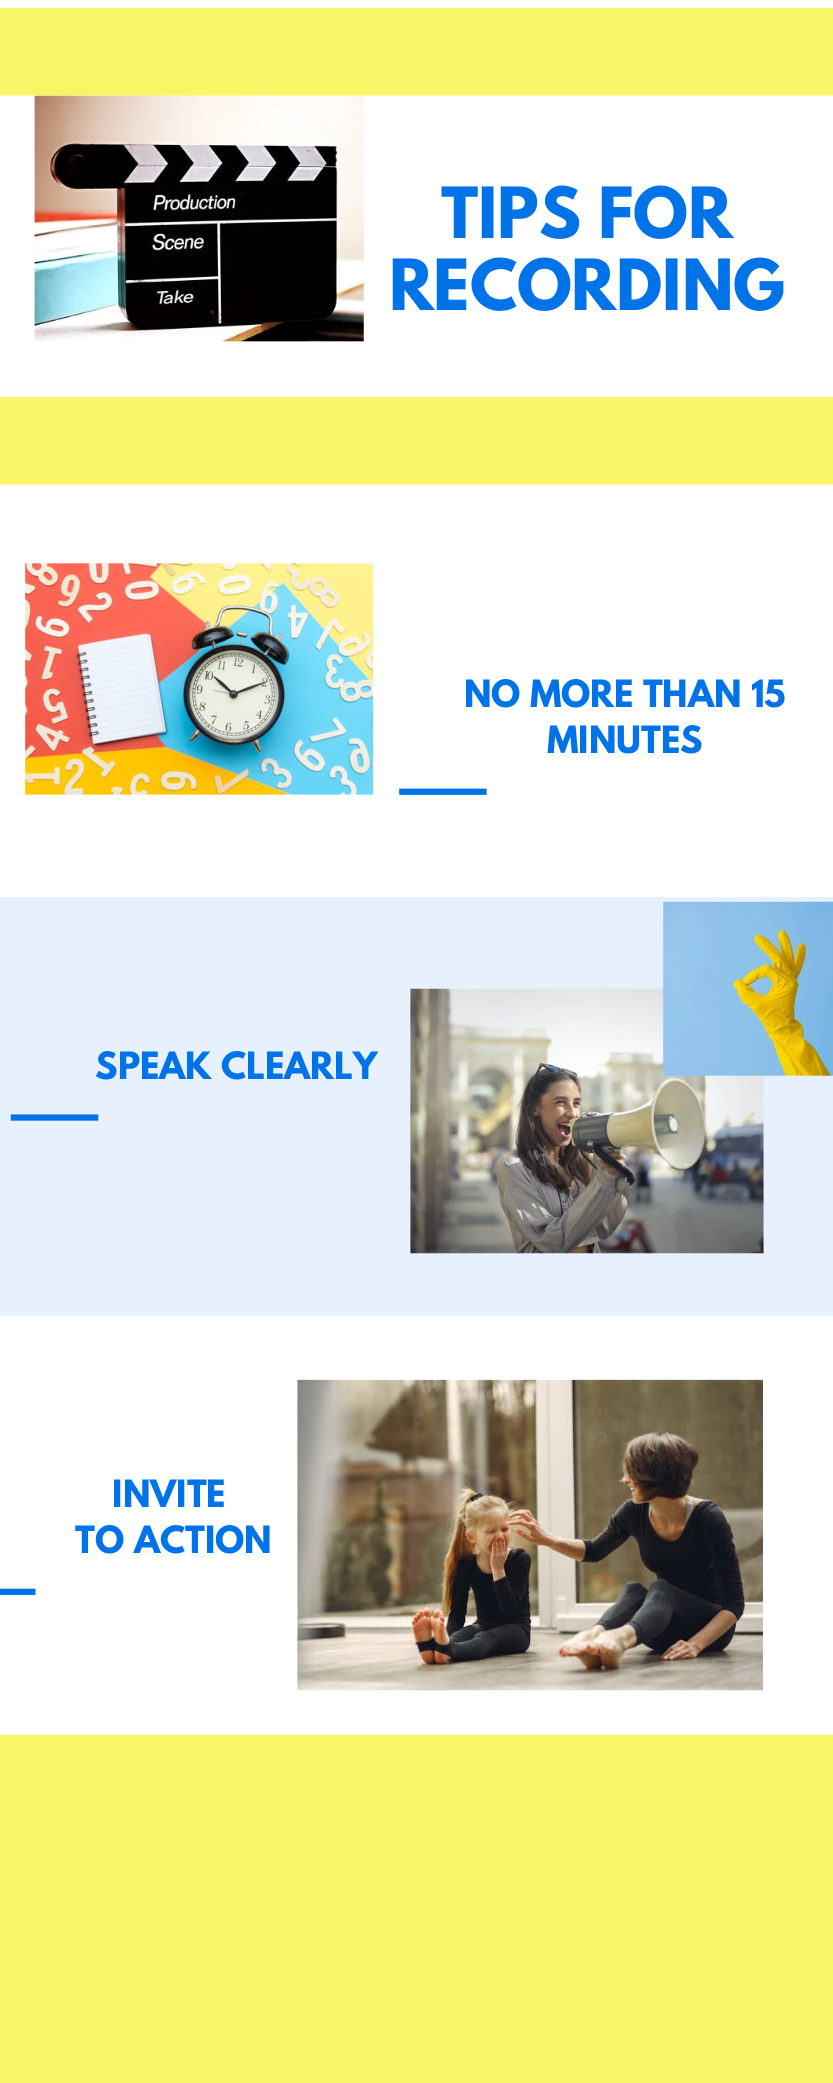 Production
Scene
Take
TIPS FOR
RECORDING
NO MORE THAN 15
MINUTES
SPEAK CLEARLY
INVITE
TO ACTION